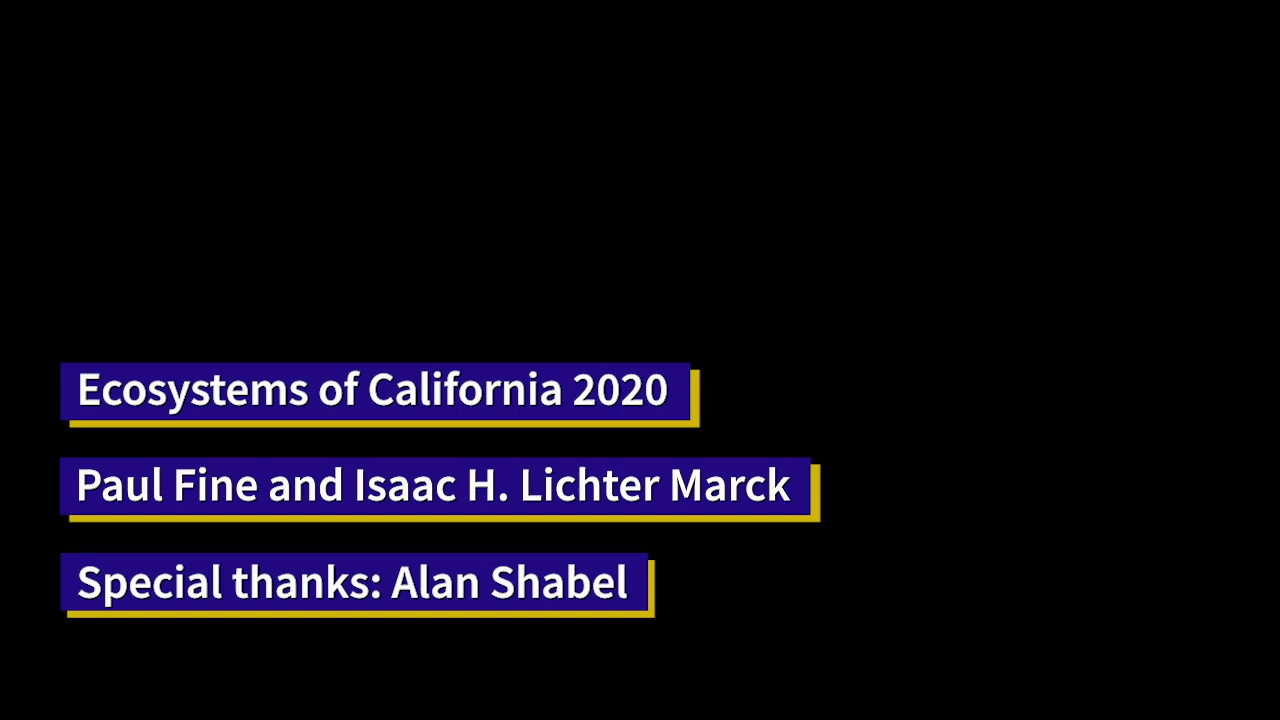 Ecosystems of California 2020
Paul Fine and Isaac H. Lichter Marck
Special thanks: Alan Shabel